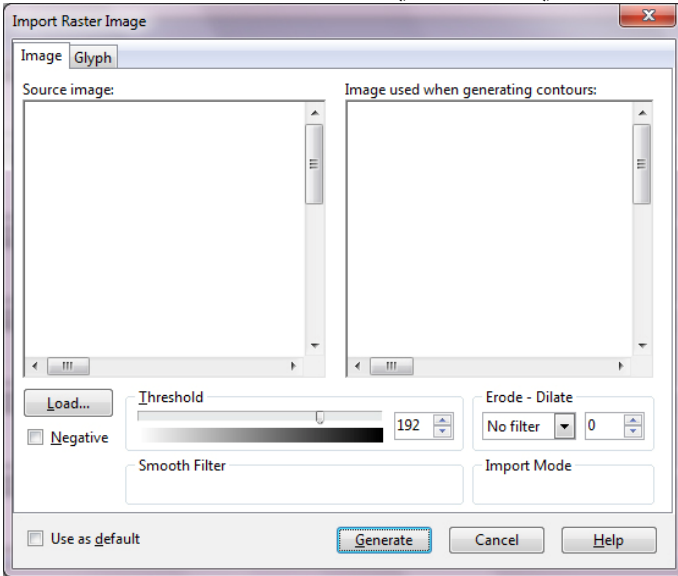 Import Raster Image
Image Glyph
Source image: Image used when generating contours:
Load... Threshold Erode - Dilate
192 No filter 0
Negative
Smooth Filter Import Mode
Use as default Generate Cancel Help